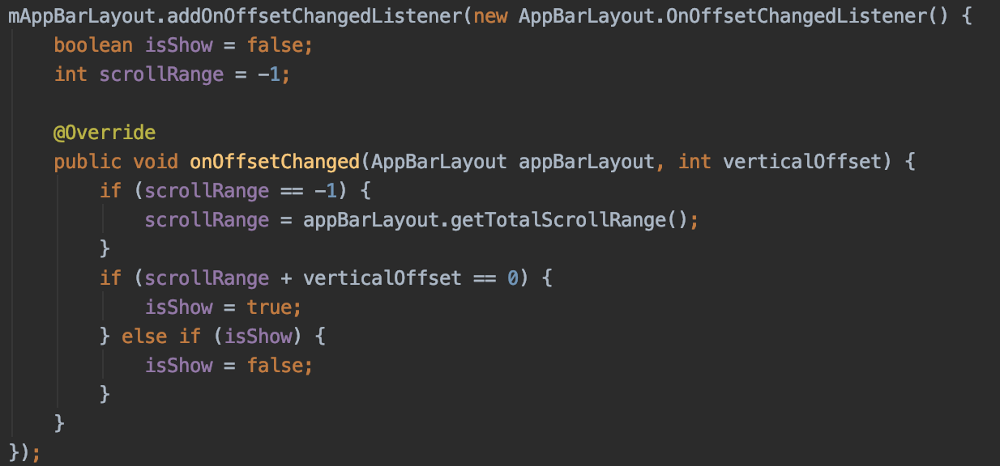 mAppBarLayout.addOnOffsetChangedListener(new AppBarLayout.OnOffsetChangedListener() {
    boolean isShow = false;
    int scrollRange = -1;

    @Override
    public void onOffsetChanged(AppBarLayout appBarLayout, int verticalOffset) {
        if (scrollRange == -1) {
            scrollRange = appBarLayout.getTotalScrollRange();
        }
        if (scrollRange + verticalOffset == 0) {
            isShow = true;
        } else if (isShow) {
            isShow = false;
        }
    }
});